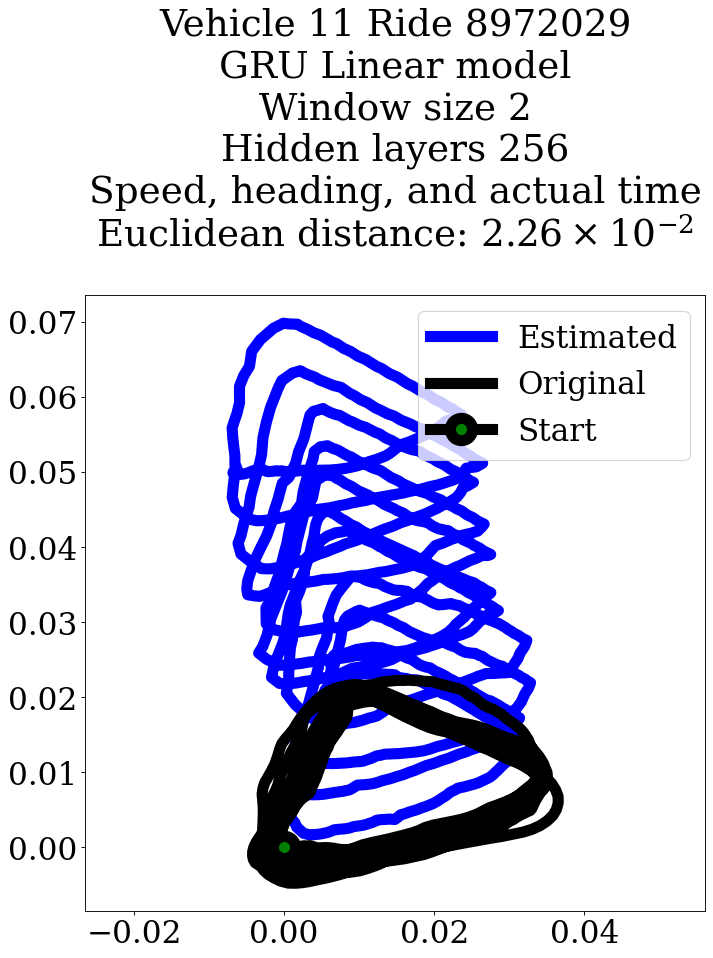 Vehicle 11 Ride 8972029
GRU Linear model
Window size 2
Hidden layers 256
Speed, heading, and actual time
Euclidean distance: 2.26 × 10⁻²
Estimated
Original
Start
0.07
0.06
0.05
0.04
0.03
0.02
0.01
0.00
−0.02 0.00 0.02 0.04